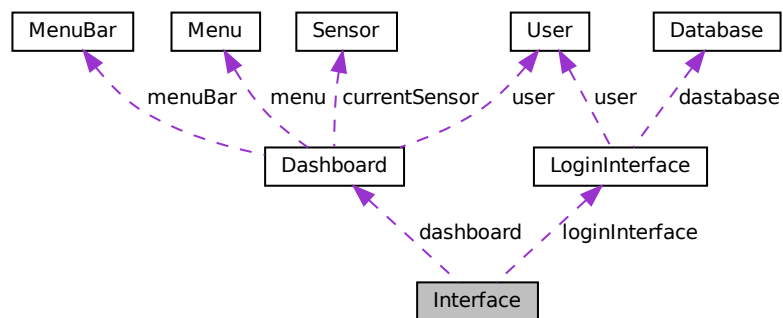 MenuBar
Menu
Sensor
User
Database
menuBar
menu
currentSensor
user
user
dastabase
Dashboard
LoginInterface
dashboard
loginInterface
Interface